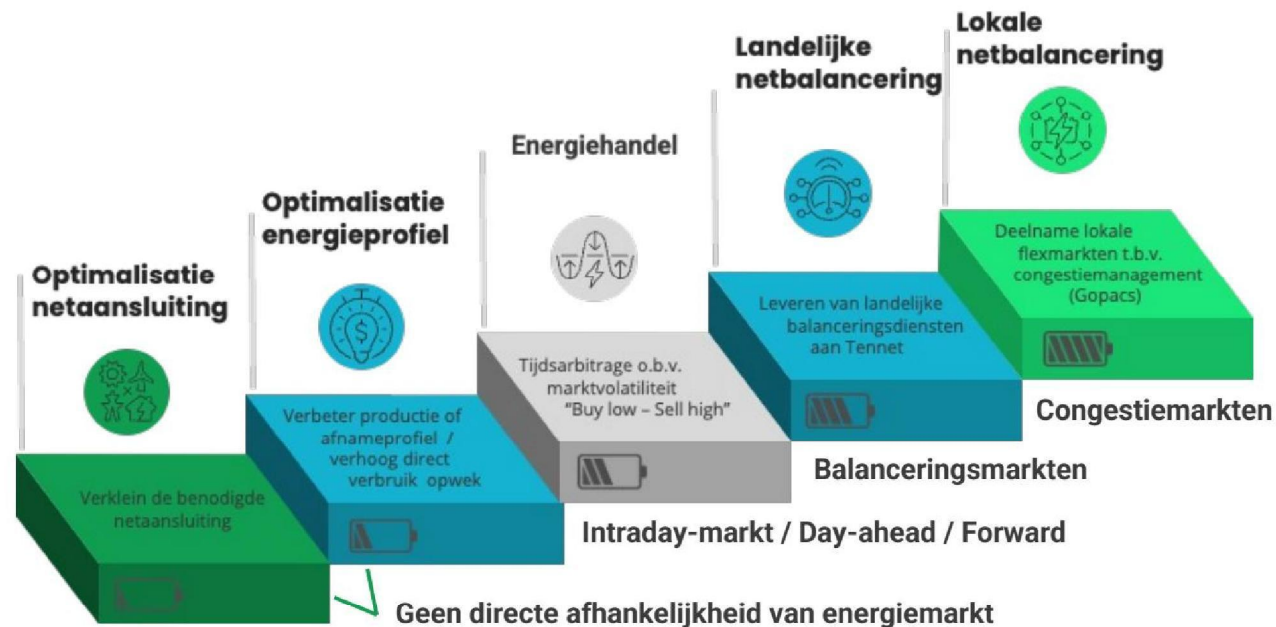 Optimalisatie
netaansluiting
Verklein de benodigde
netaansluiting
Optimalisatie
energieprofiel
$
Verbeter productie of
afnameprofiel /
verhoog direct
verbruik opwek
Geen directe afhankelijkheid van energiemarkt
Energiehandel
Tijdsarbitrage o.b.v.
marktvolatiliteit
“Buy low – Sell high”
Intraday-markt / Day-ahead / Forward
Landelijke
netbalancering
Leveren van landelijke
balanceringsdiensten
aan Tennet
Balanceringsmarkten
Lokale
netbalancering
Deelname lokale
flexmarkten t.b.v.
congestiemanagement
(Gopacs)
Congestiemarkten